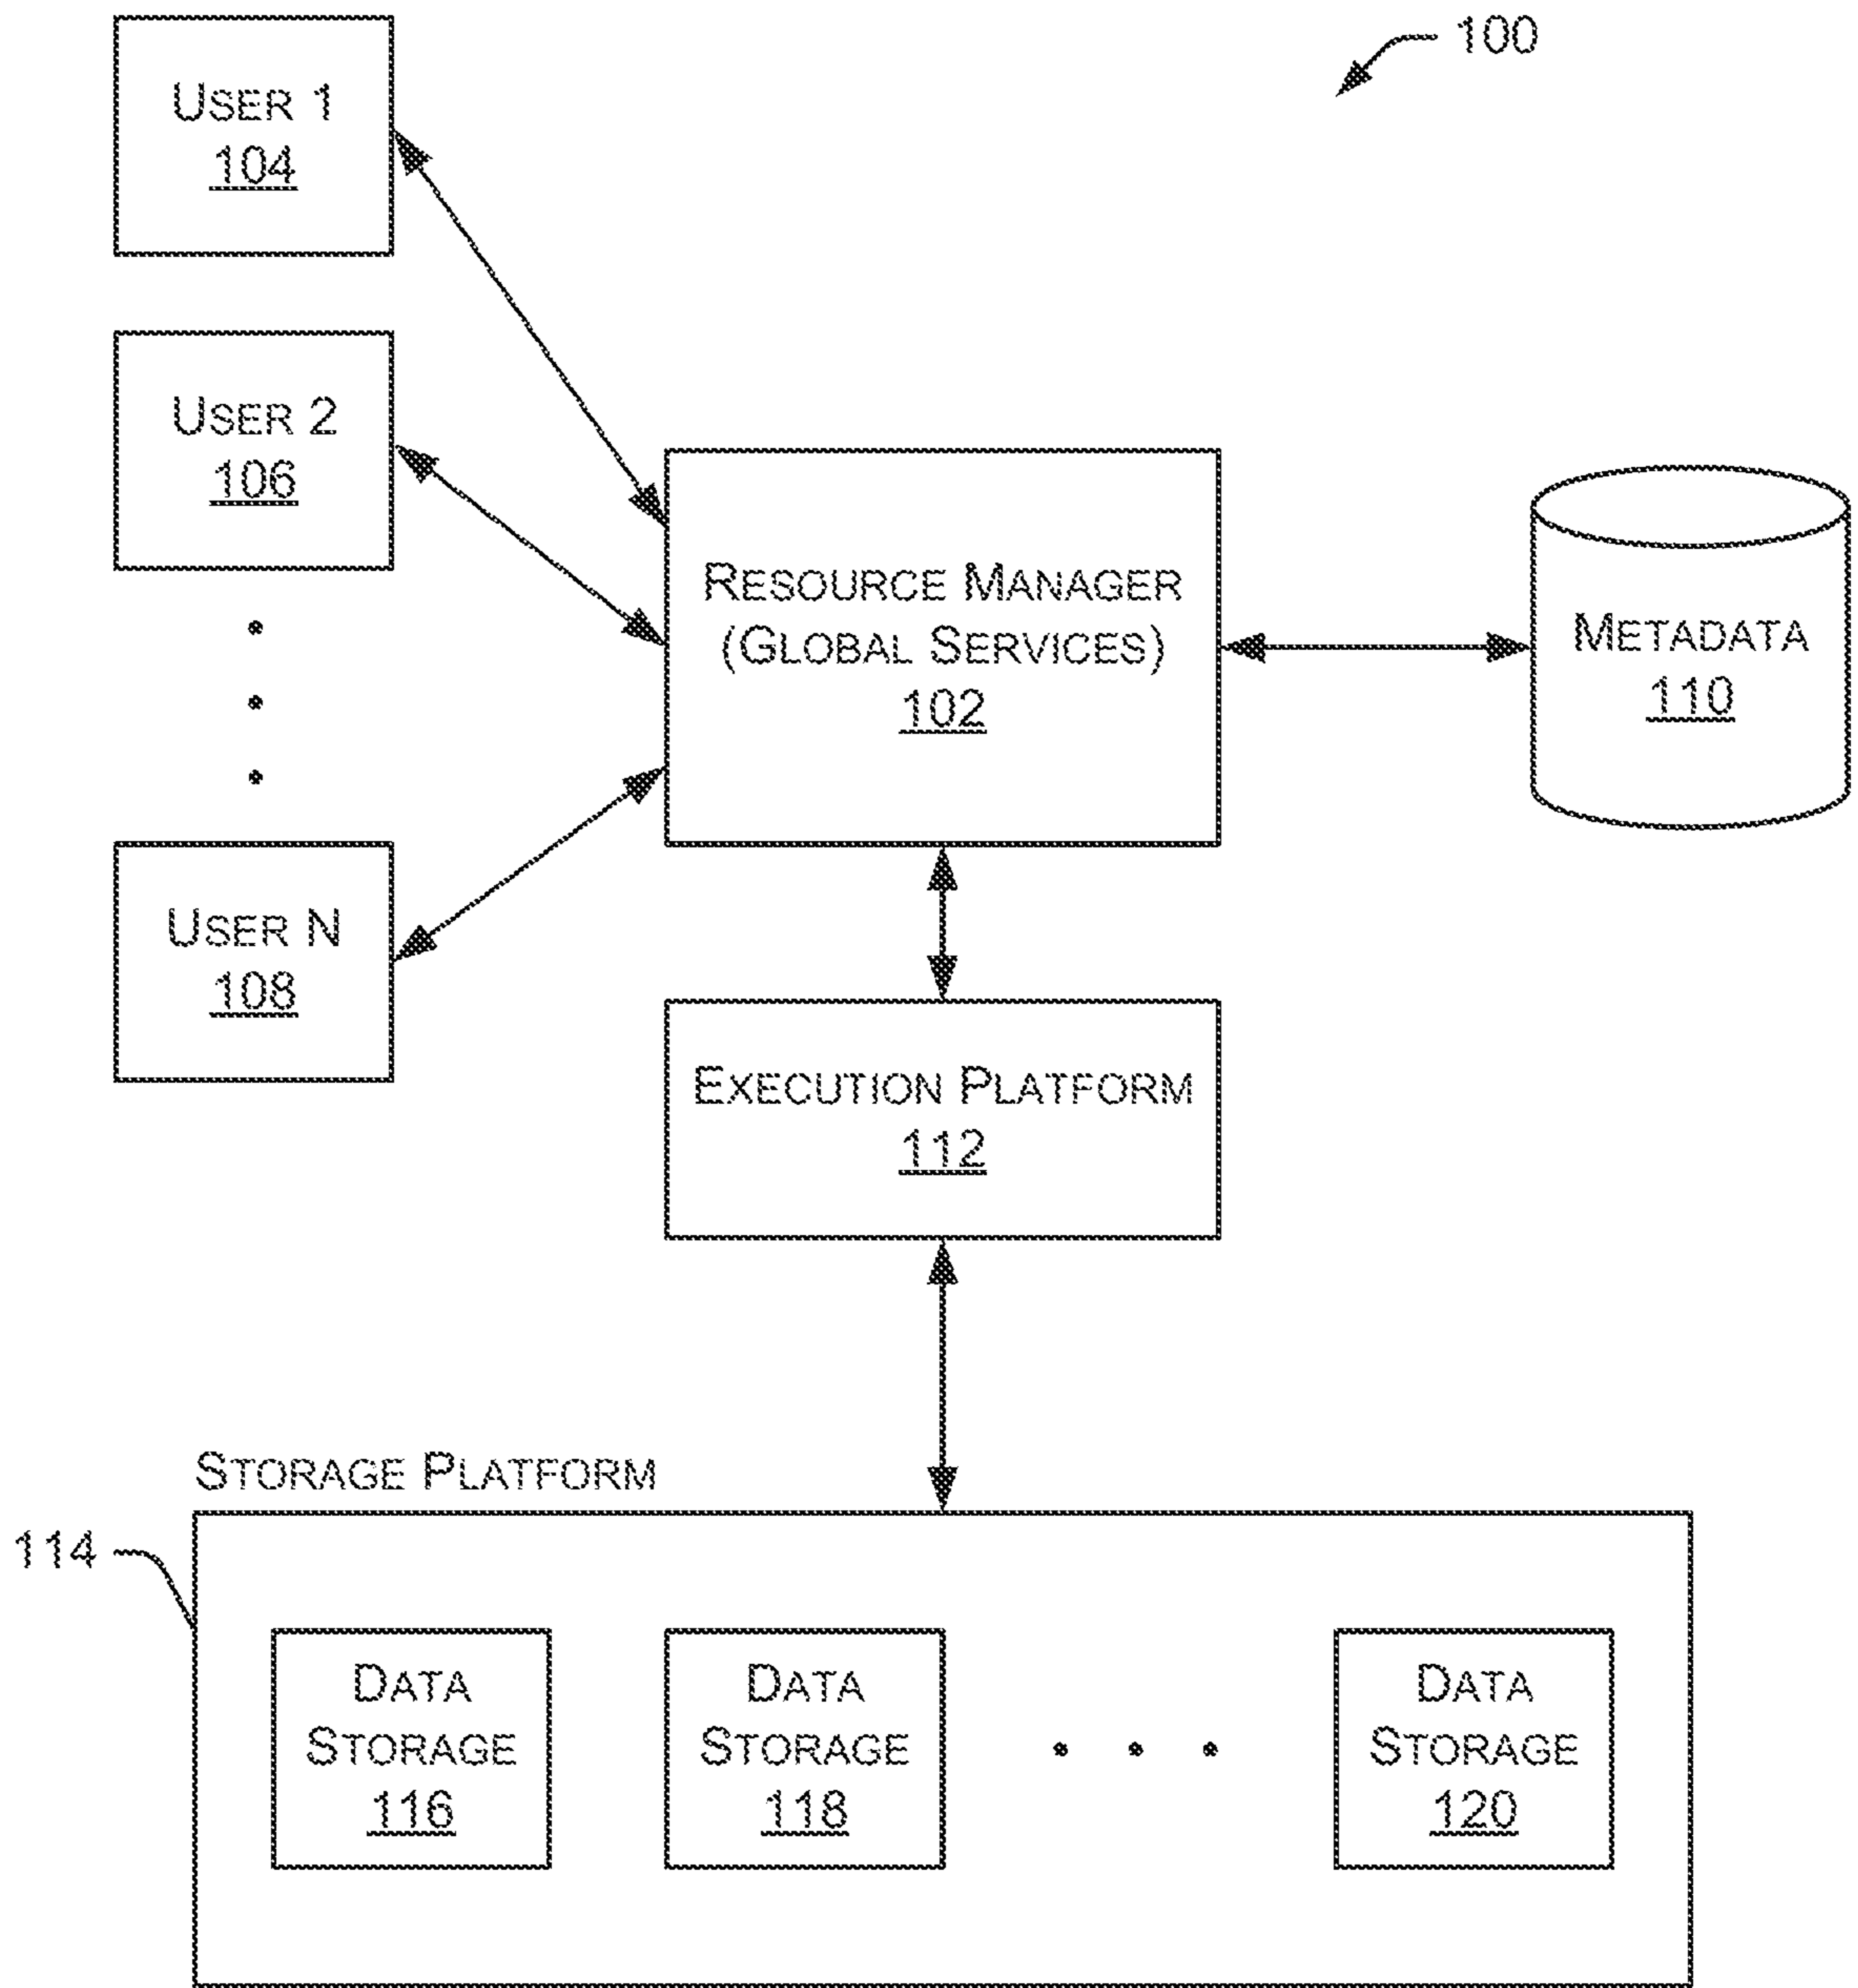 100
USER 1
104
USER 2
106
RESOURCE MANAGER
(GLOBAL SERVICES)
102
METADATA
110
USER N
108
EXECUTION PLATFORM
112
STORAGE PLATFORM
114
DATA
STORAGE
116
DATA
STORAGE
118
DATA
STORAGE
120